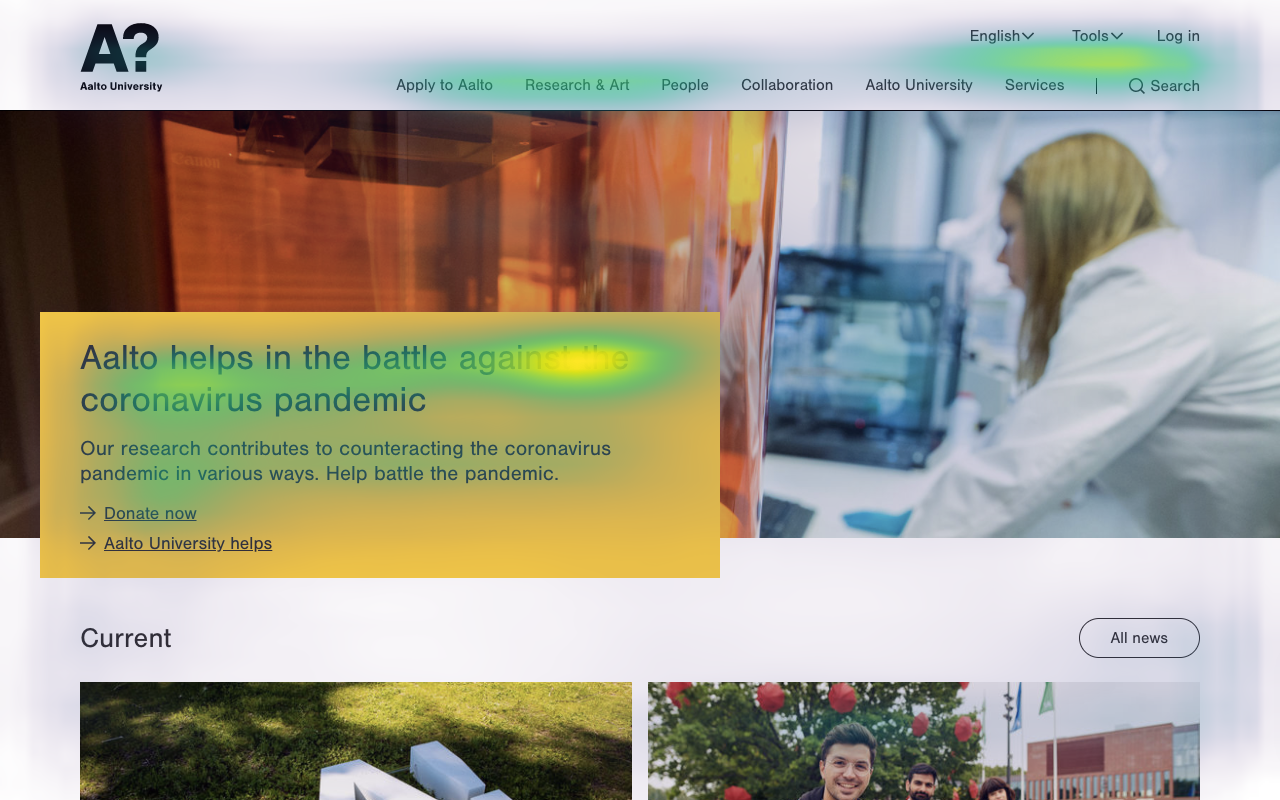 A?
Aalto University
English
Tools
Log in
Apply to Aalto
Research & Art
People
Collaboration
Aalto University
Services
Search
Canon
Aalto helps in the battle against the
coronavirus pandemic
Our research contributes to counteracting the coronavirus
pandemic in various ways. Help battle the pandemic.
Donate now
Aalto University helps
Current
All news